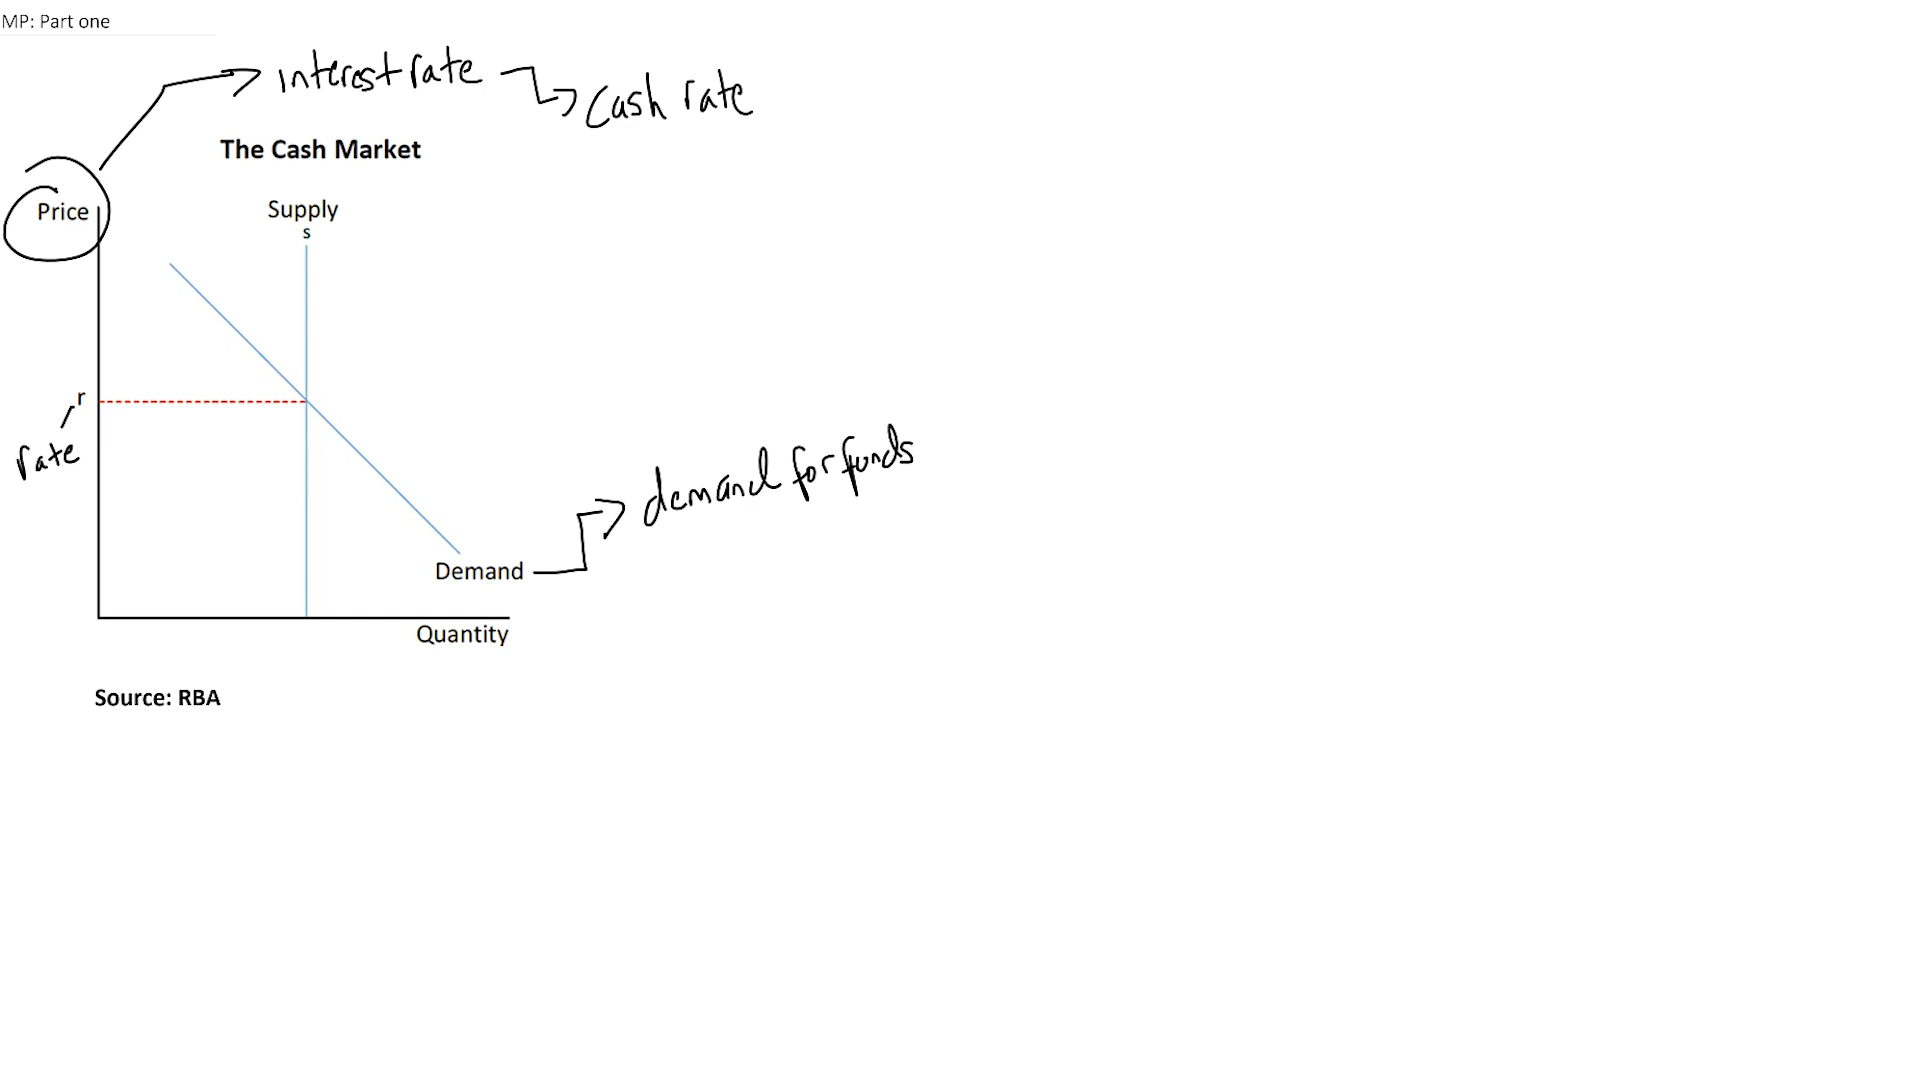 MP: Part one
interest rate
cash rate
The Cash Market
Price
Supply
s
r
rate
demand for funds
Demand
Quantity
Source: RBA